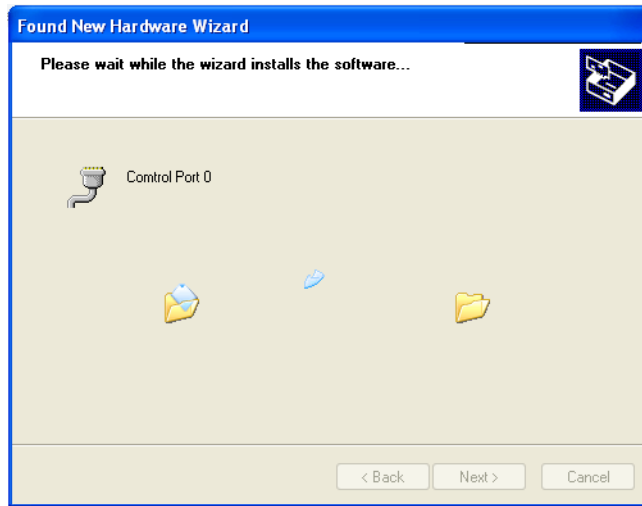 Found New Hardware Wizard
Please wait while the wizard installs the software...
Comtrol Port 0
< Back
Next >
Cancel